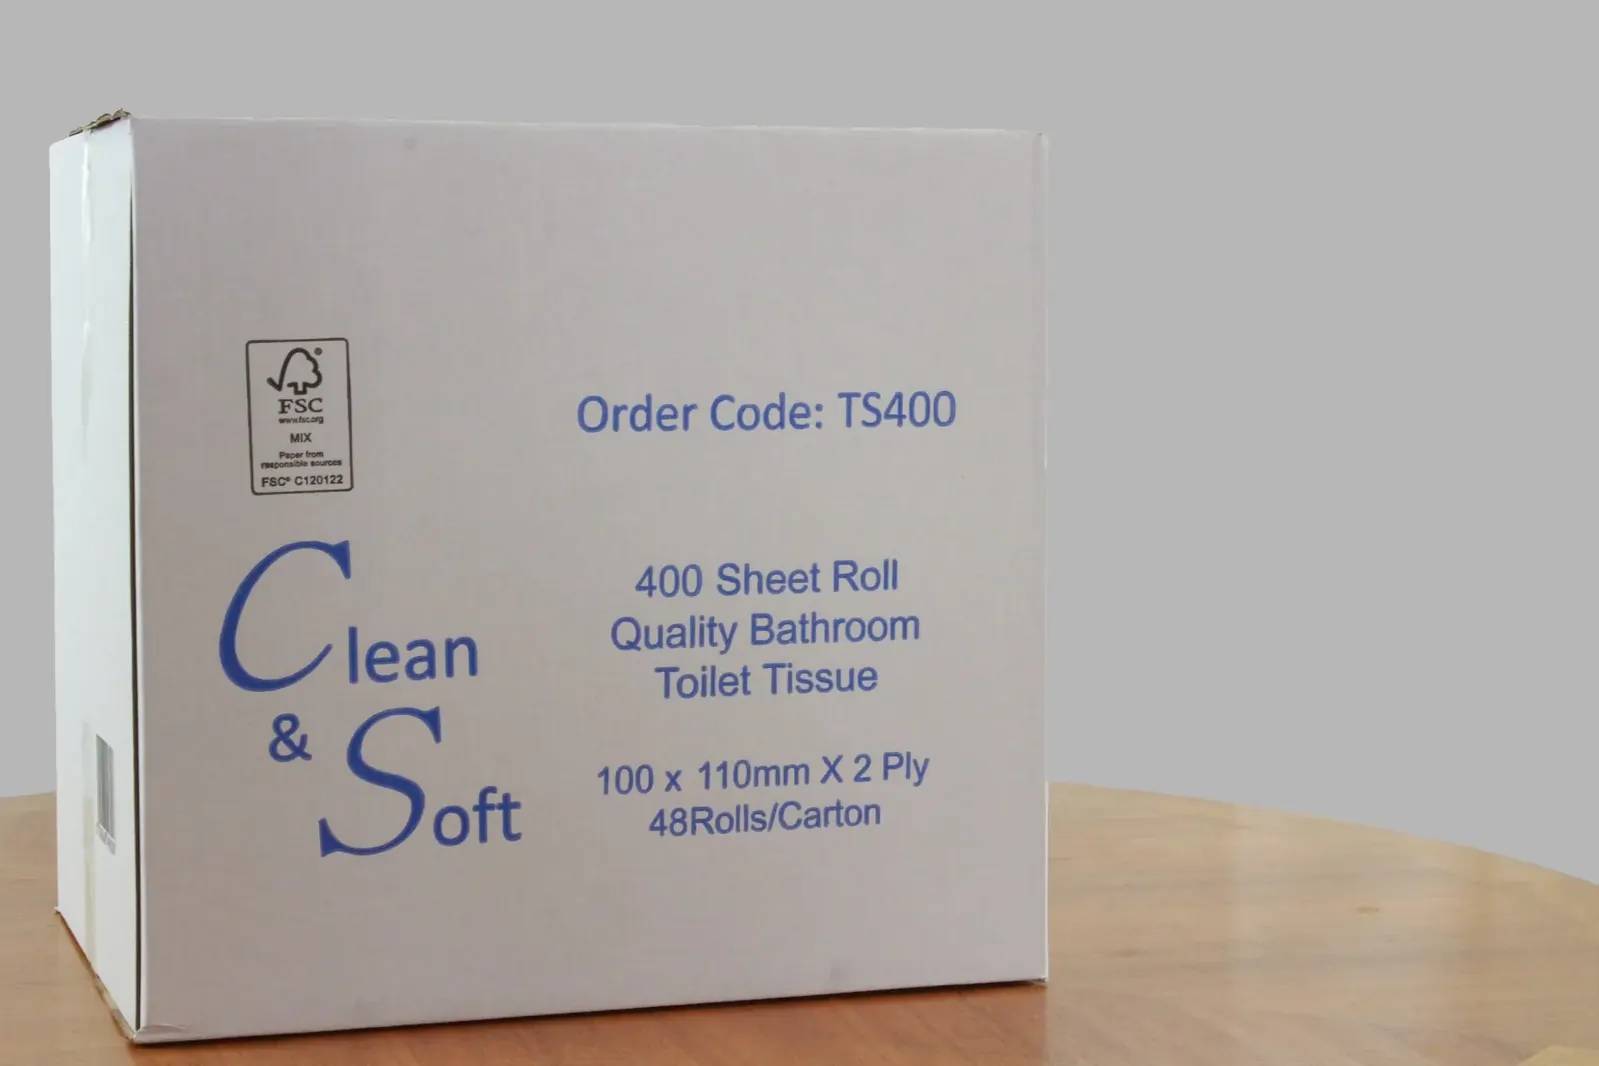 FSC
www.fsc.org
MIX
Paper from
responsible sources
FSC® C120122
Order Code: TS400
Clean
&
Soft
400 Sheet Roll
Quality Bathroom
Toilet Tissue
100 x 110mm X 2 Ply
48Rolls/Carton